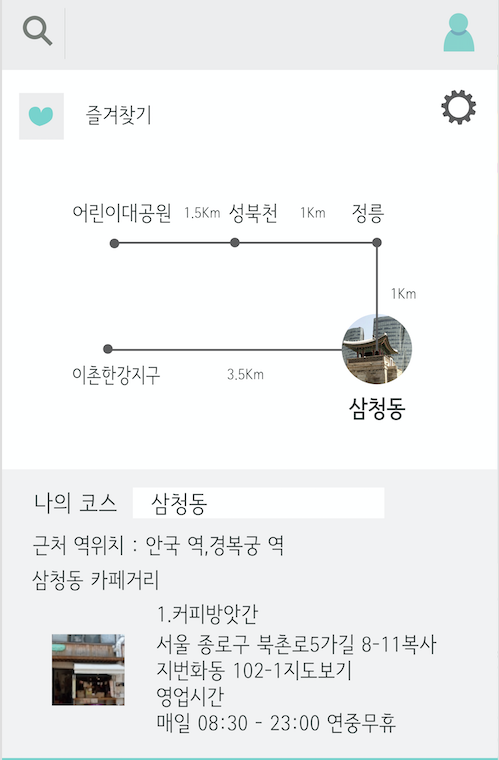 즐겨찾기
어린이대공원 1.5Km 성북천 1Km 정릉
1Km
이촌한강지구 3.5Km
삼청동
나의 코스 삼청동
근처 역위치 : 안국 역,경복궁 역
삼청동 카페거리
1.커피방앗간
서울 종로구 북촌로5가길 8-11복사
지번화동 102-1지도보기
영업시간
매일 08:30 - 23:00 연중무휴